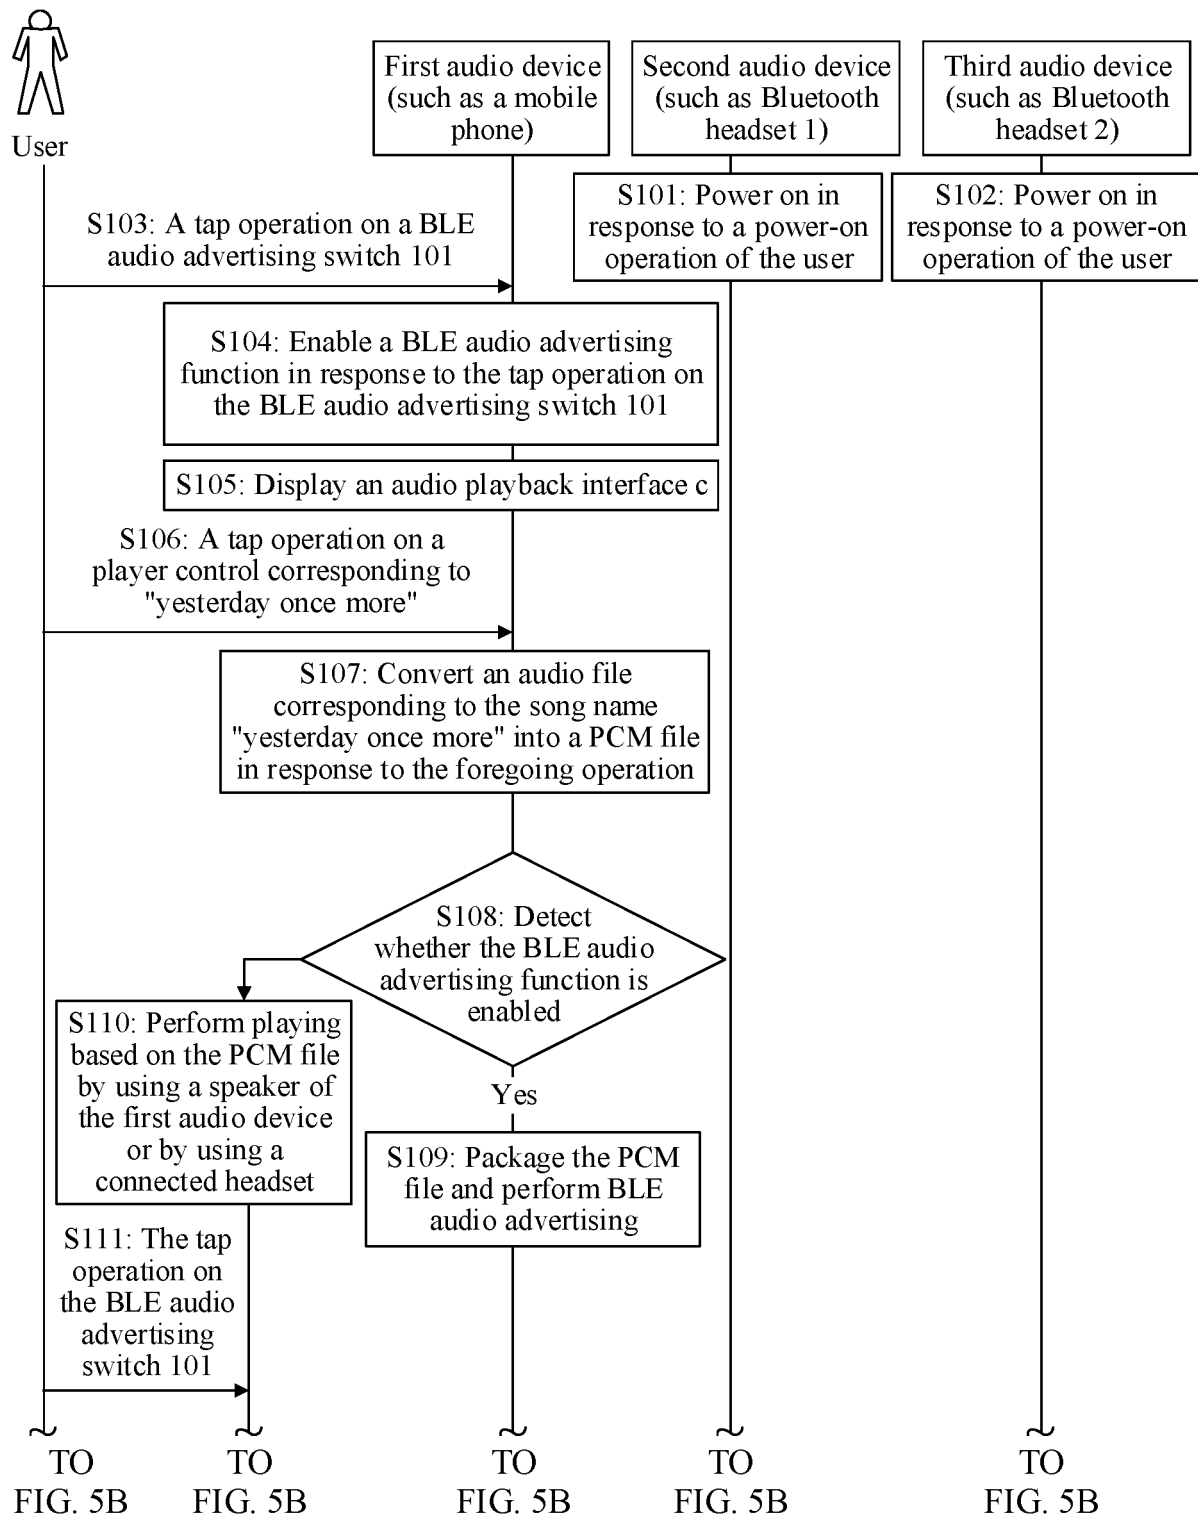 User
First audio device
(such as a mobile
phone)
Second audio device
(such as Bluetooth
headset 1)
Third audio device
(such as Bluetooth
headset 2)
S101: Power on in
response to a power-on
operation of the user
S102: Power on in
response to a power-on
operation of the user
S103: A tap operation on a BLE
audio advertising switch 101
S104: Enable a BLE audio advertising
function in response to the tap operation on
the BLE audio advertising switch 101
S105: Display an audio playback interface c
S106: A tap operation on a
player control corresponding to
"yesterday once more"
S107: Convert an audio file
corresponding to the song name
"yesterday once more" into a PCM file
in response to the foregoing operation
S108: Detect
whether the BLE audio
advertising function is
enabled
S110: Perform playing
based on the PCM file
by using a speaker of
the first audio device
or by using a
connected headset
Yes
S109: Package the PCM
file and perform BLE
audio advertising
S111: The tap
operation on
the BLE audio
advertising
switch 101
TO
FIG. 5B
TO
FIG. 5B
TO
FIG. 5B
TO
FIG. 5B
TO
FIG. 5B